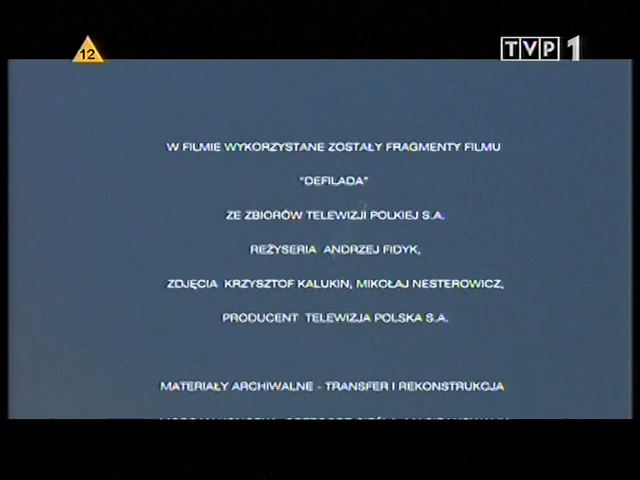 12
TVP 1
W FILMIE WYKORZYSTANE ZOSTAŁY FRAGMENTY FILMU
"DEFILADA"
ZE ZBIORÓW TELEWIZJI POLKIEJ S.A.
REŻYSERIA ANDRZEJ FIDYK,
ZDJĘCIA KRZYSZTOF KALUKIN, MIKOŁAJ NESTEROWICZ,
PRODUCENT TELEWIZJA POLSKA S.A.
MATERIAŁY ARCHIWALNE - TRANSFER I REKONSTRUKCJA